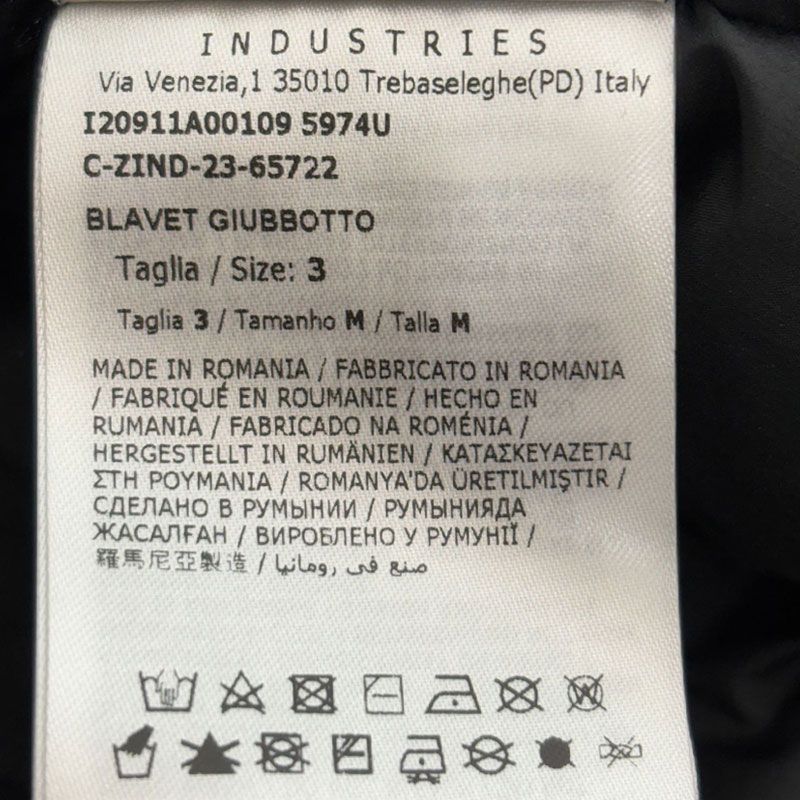 INDUSTRIES
Via Venezia,1 35010 Trebaseleghe(PD) Italy
I20911A00109 5974U
C-ZIND-23-65722
BLAVET GIUBBOTTO
Taglia / Size: 3
Taglia 3 / Tamanho M / Talla M
MADE IN ROMANIA / FABBRICATO IN ROMANIA
/ FABRIQUÉ EN ROUMANIE / HECHO EN
RUMANIA / FABRICADO NA ROMÉNIA /
HERGESTELLT IN RUMÄNIEN / ΚΑΤΑΣΚΕΥΑΖΕΤΑΙ
ΣΤΗ ΡΟΥΜΑΝΙΑ / ROMANYA'DA ÜRETILMIŞTIR /
СДЕЛАНО В РУМЫНИИ / РУМЫНИЯДА
ЖАСАЛҒАН / ВИРОБЛЕНО У РУМУНІЇ /
羅馬尼亞製造 / صنع في رومانيا